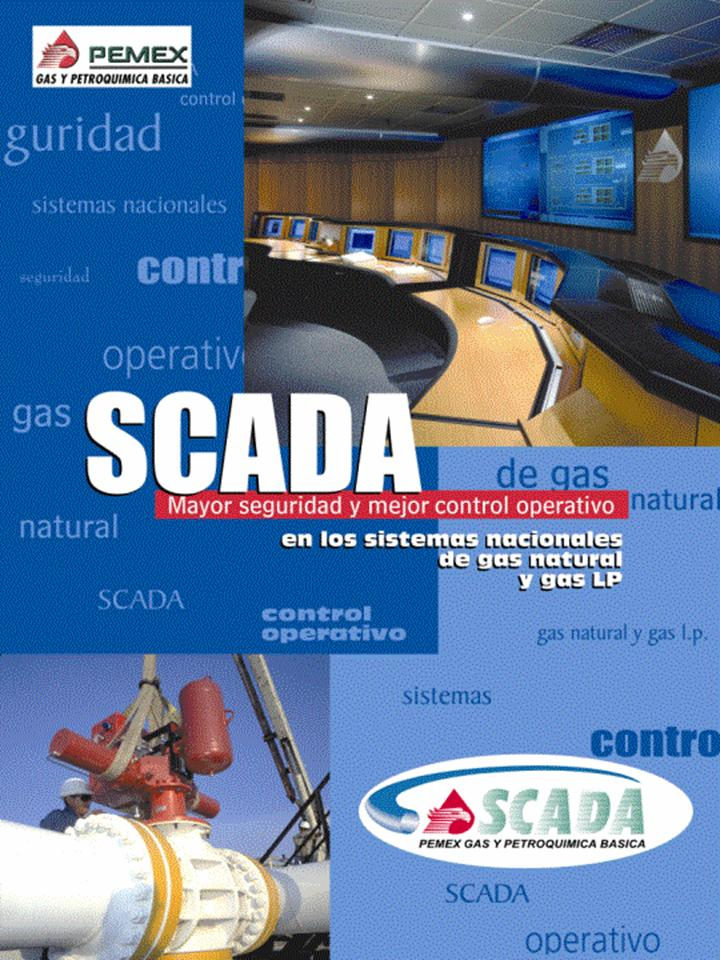 PEMEX
GAS Y PETROQUIMICA BASICA
control
guridad
sistemas nacionales
seguridad
contr
operativ
gas
SCADA
Mayor seguridad y mejor control operativo
en los sistemas nacionales
de gas natural
y gas LP
de gas
natural
natural
SCADA
control
operativo
gas natural y gas l.p.
sistemas
contro
SCADA
PEMEX GAS Y PETROQUIMICA BASICA
SCADA
operativo